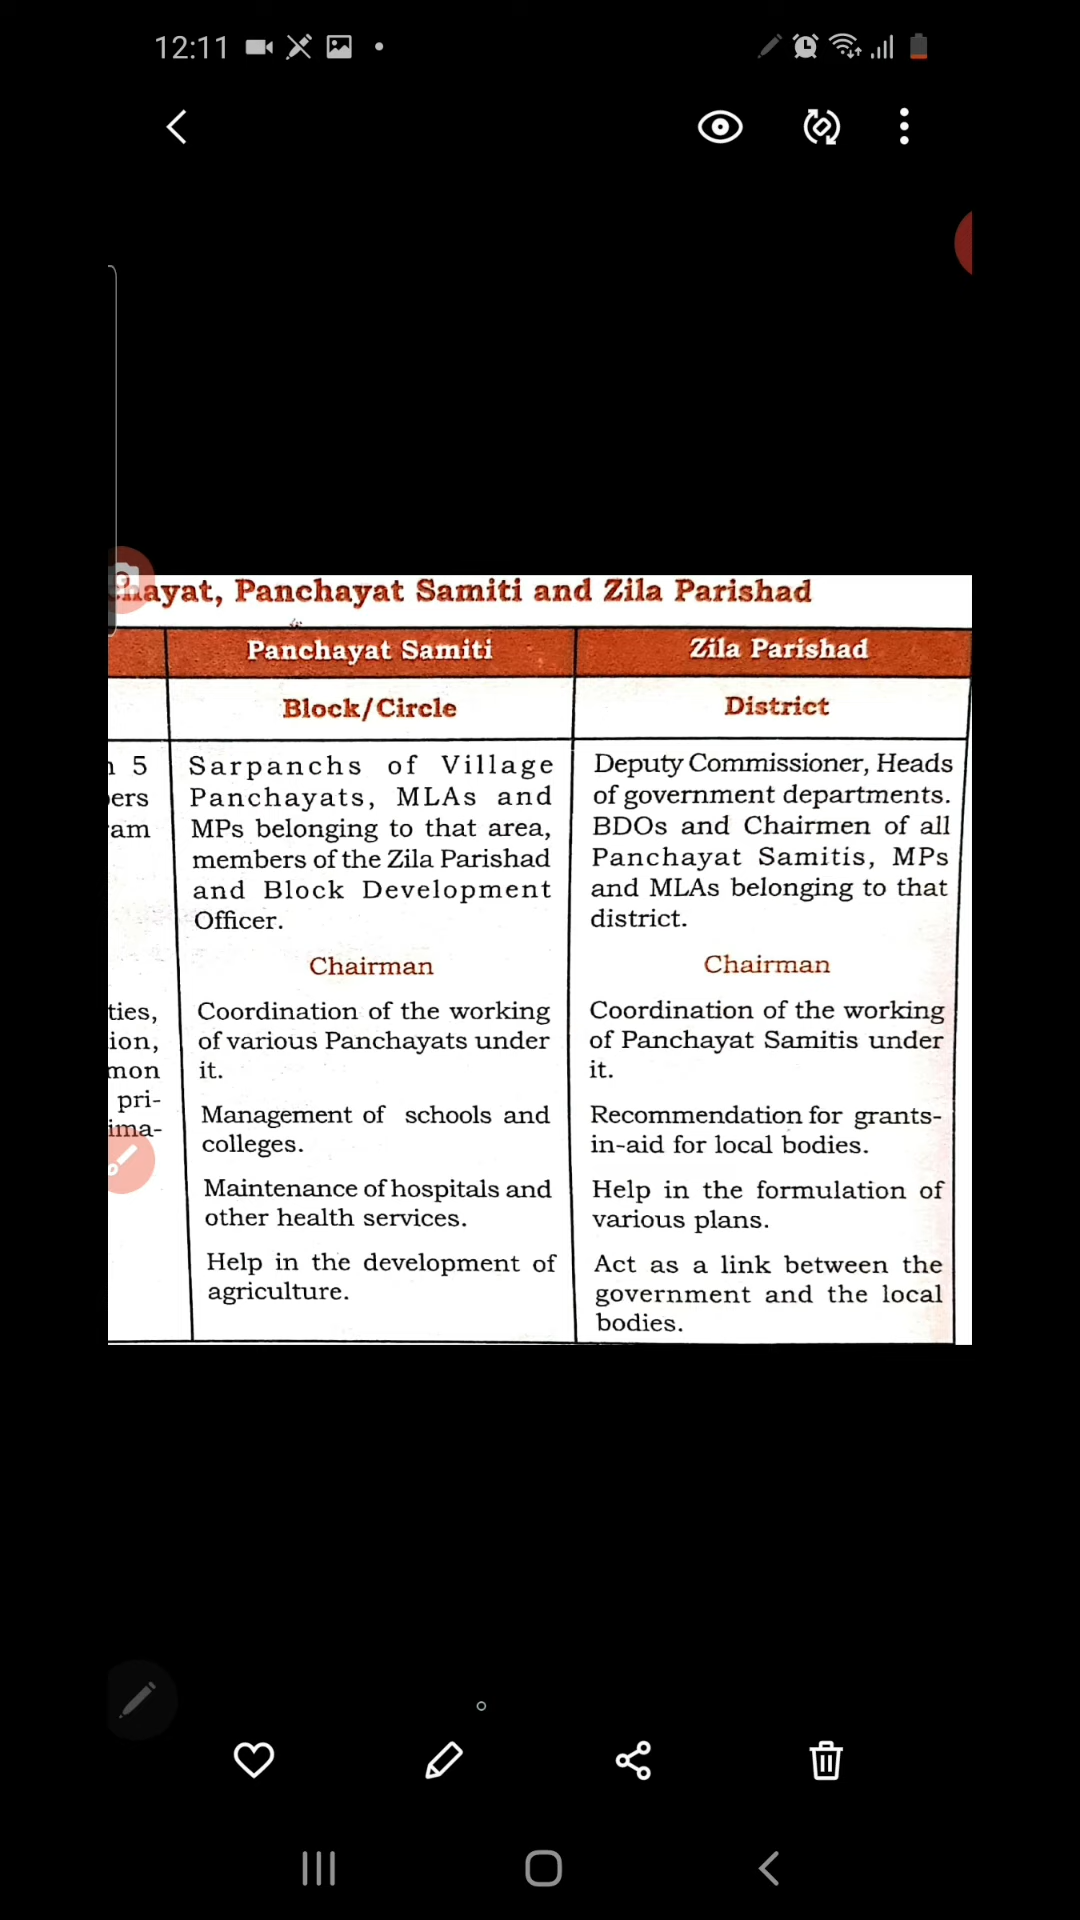 12:11
ayat, Panchayat Samiti and Zila Parishad
Panchayat Samiti
Zila Parishad
Block/Circle
District
5
ers
am
ties,
ion,
mon
pri-
ima-
Sarpanchs of Village
Panchayats, MLAs and
MPs belonging to that area,
members of the Zila Parishad
and Block Development
Officer.
Chairman
Coordination of the working
of various Panchayats under
it.
Management of schools and
colleges.
Maintenance of hospitals and
other health services.
Help in the development of
agriculture.
Deputy Commissioner, Heads
of government departments.
BDOs and Chairmen of all
Panchayat Samitis, MPs
and MLAs belonging to that
district.
Chairman
Coordination of the working
of Panchayat Samitis under
it.
Recommendation for grants-
in-aid for local bodies.
Help in the formulation of
various plans.
Act as a link between the
government and the local
bodies.